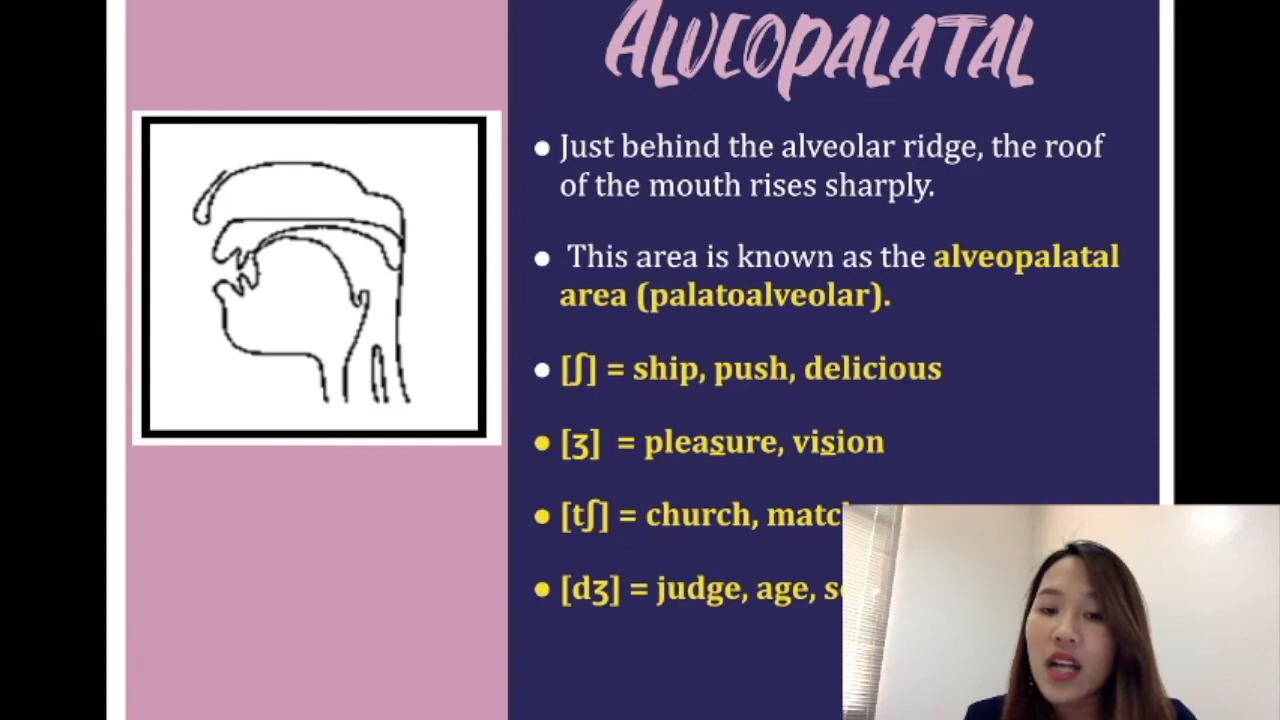 ALVEOPALATAL
● Just behind the alveolar ridge, the roof
of the mouth rises sharply.
● This area is known as the alveopalatal
area (palatoalveolar).
● [ʃ] = ship, push, delicious
● [ʒ] = pleasure, vision
● [tʃ] = church,
● [dʒ] = judge, age,